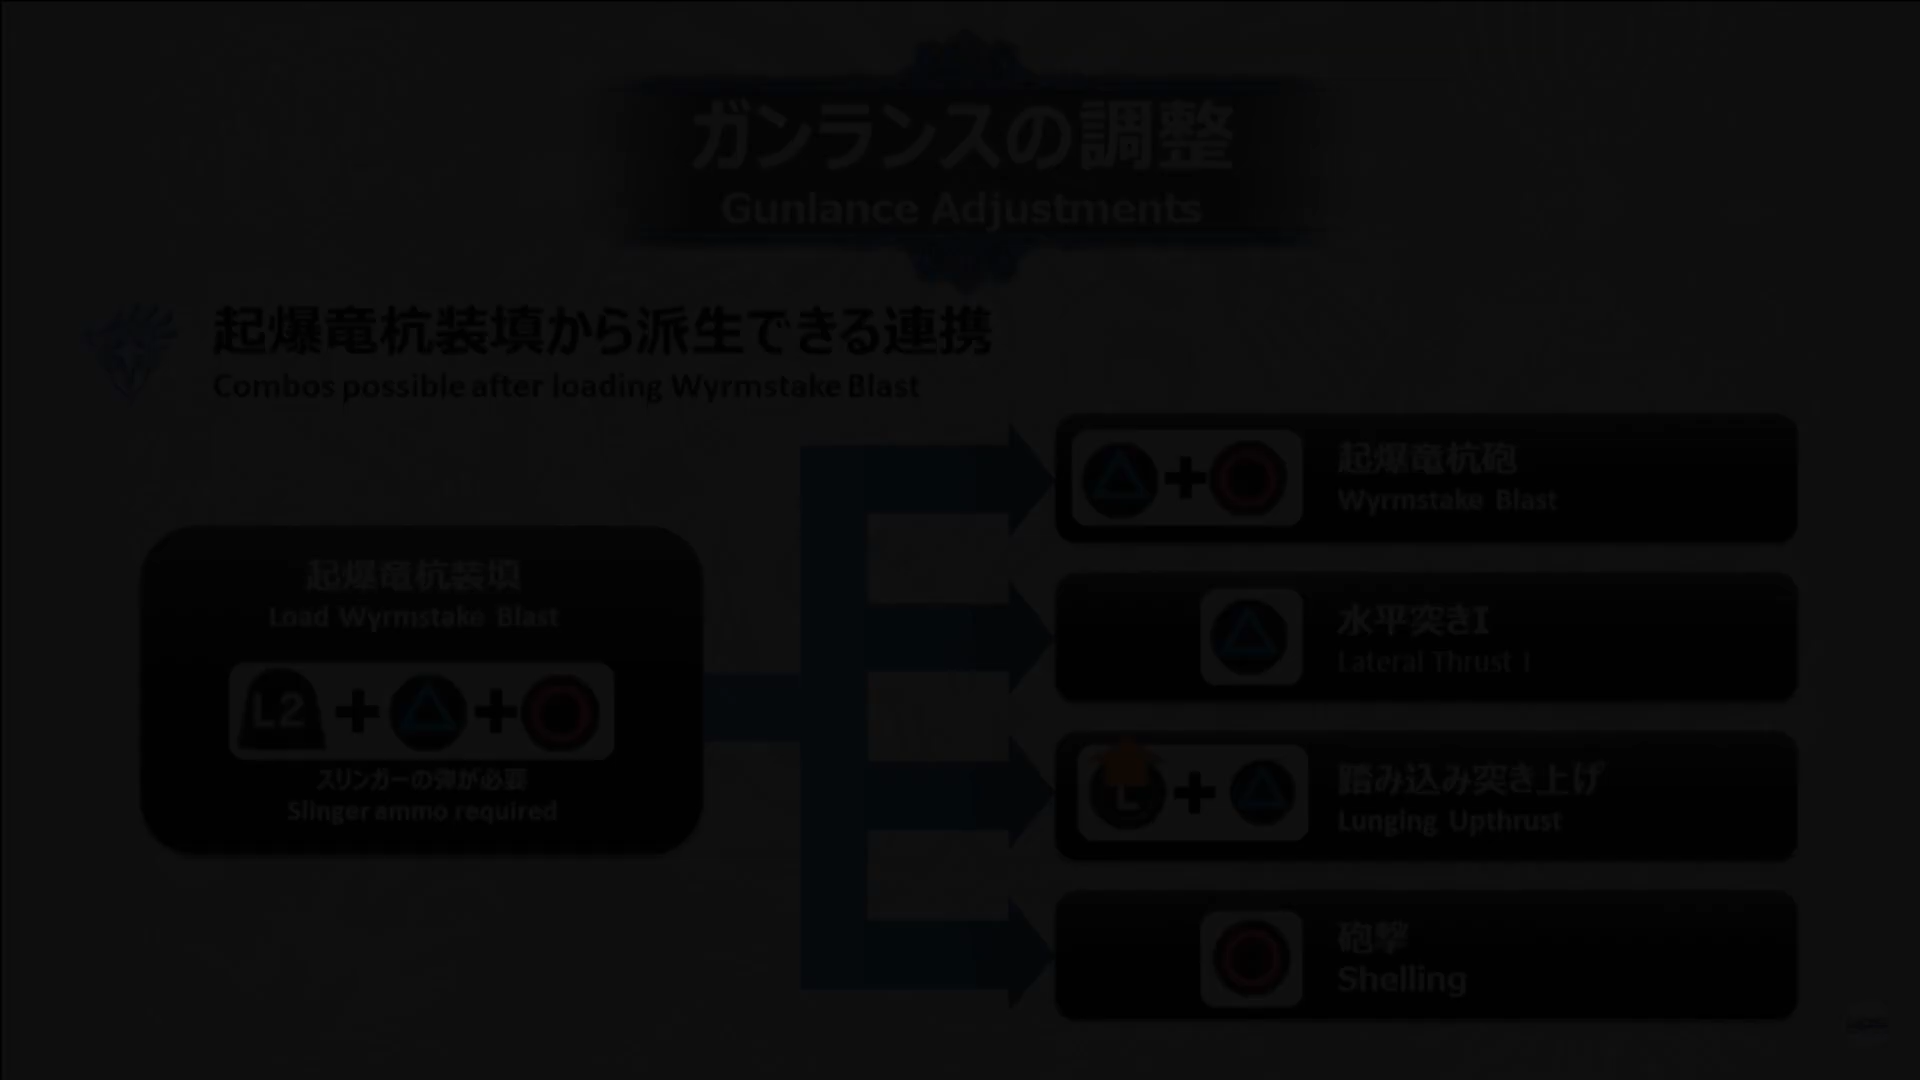 ガンランスの調整
Gunlance Adjustments
起爆竜杭装填から派生できる連携
Combos possible after loading Wyrmstake Blast
起爆竜杭装填
Load Wyrmstake Blast
L2 + +
スリンガーの弾が必要
Slinger ammo required
+
起爆竜杭砲
Wyrmstake Blast
水平突きI
Lateral Thrust I
L +
踏み込み突き上げ
Lunging Upthrust
砲撃
Shelling